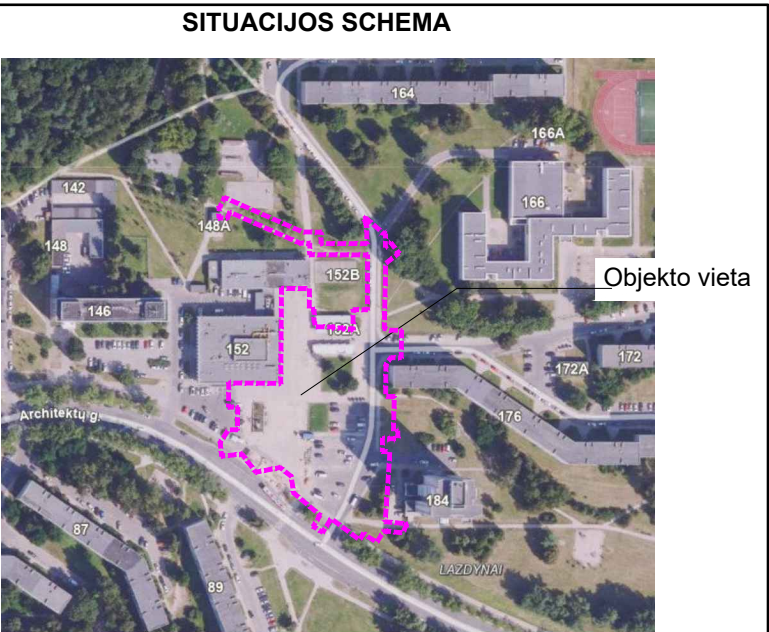 SITUACIJOS SCHEMA
164
166A
142
166
148A
148
152B
Objekto vieta
146
152A
152
172A
172
Architektų g.
176
184
87
LAZDYNAI
89